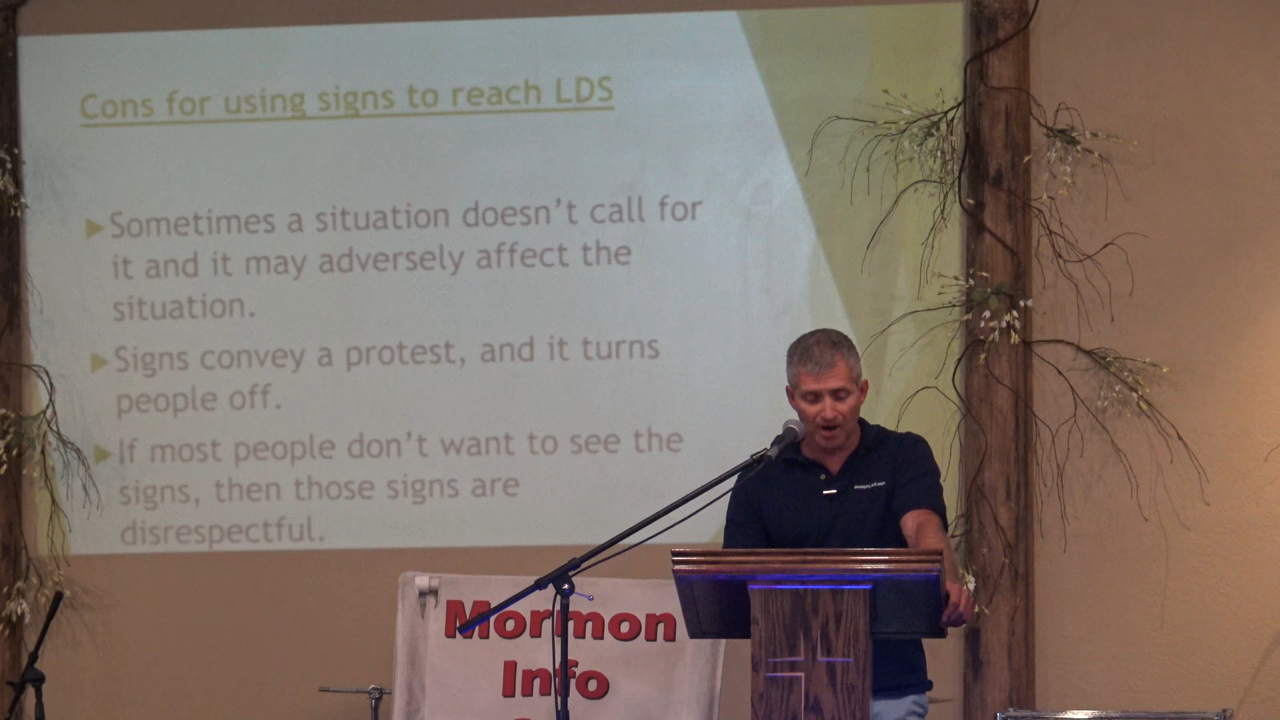 Cons for using signs to reach LDS
Sometimes a situation doesn't call for
it and it may adversely affect the
situation.
Signs convey a protest, and it turns
people off.
If most people don't want to see the
signs, then those signs are
disrespectful.
Mormon
Info